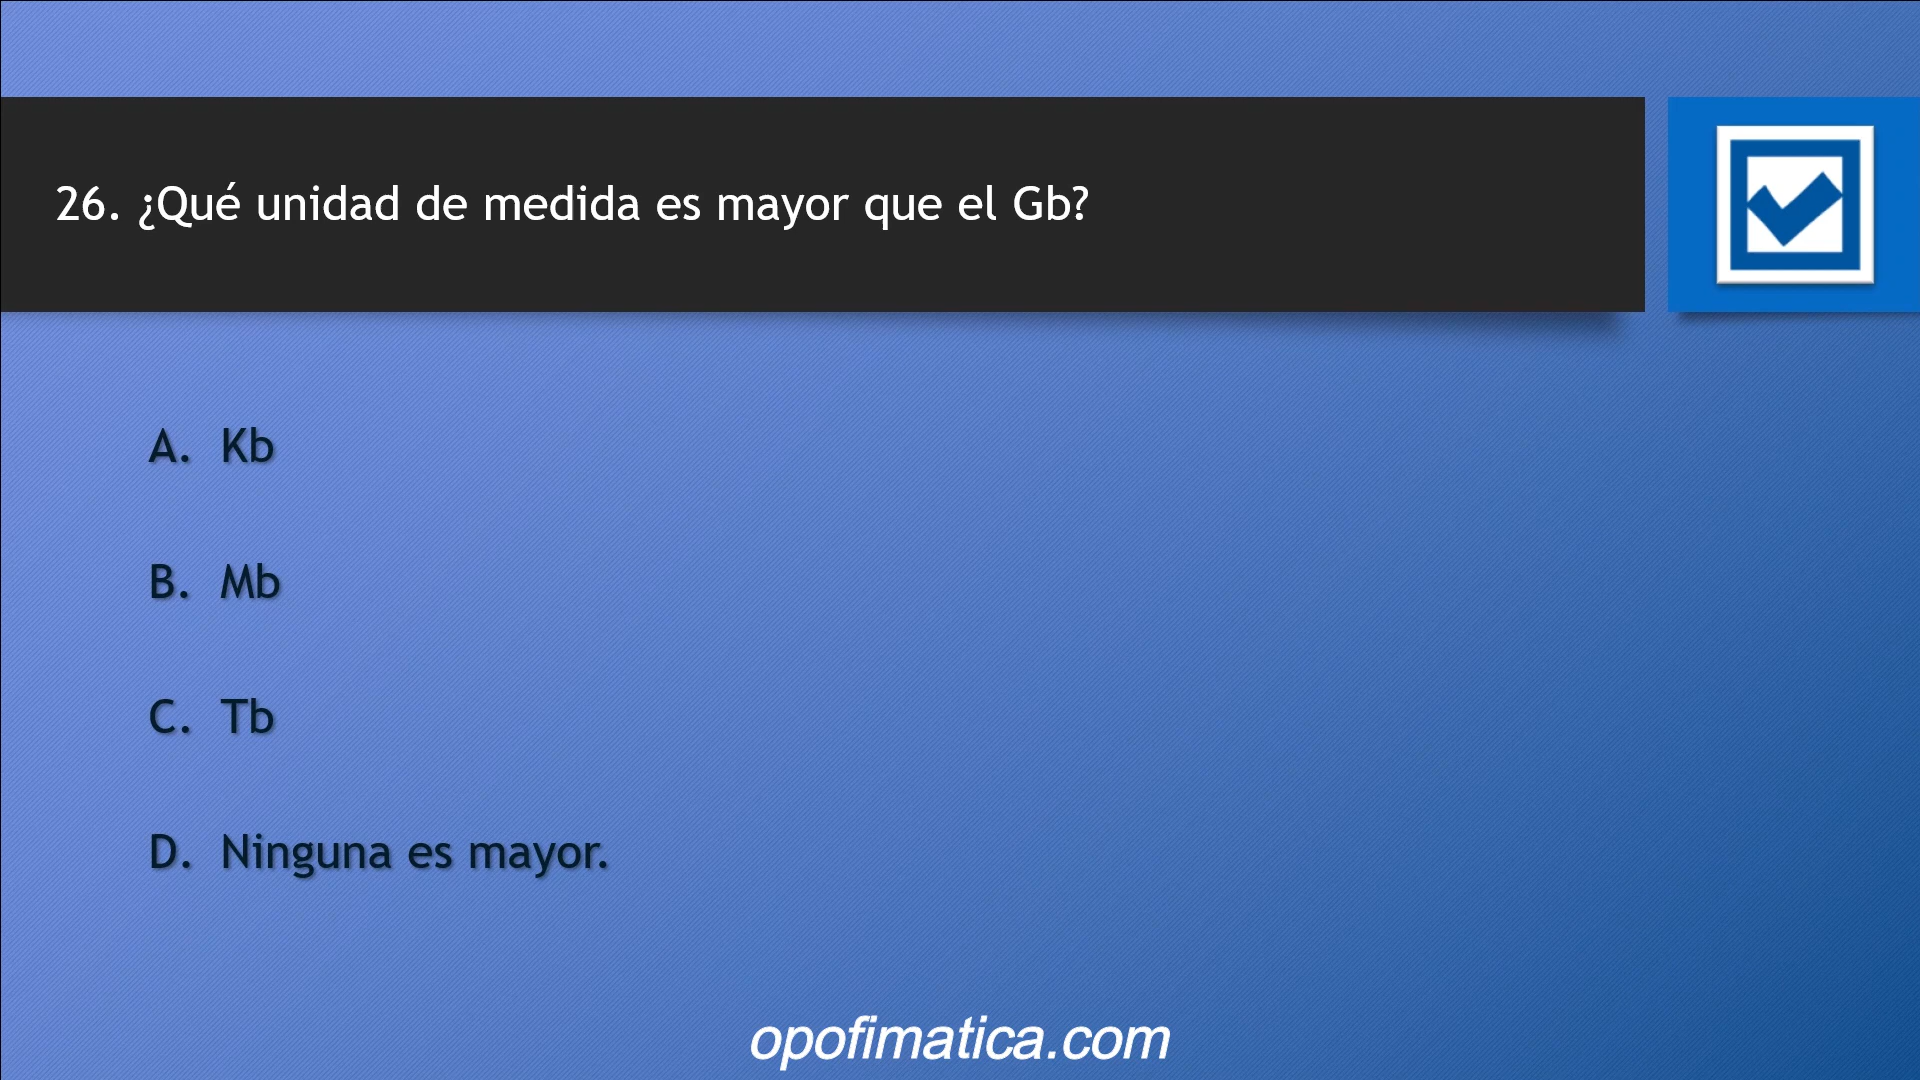 26. ¿Qué unidad de medida es mayor que el Gb?
A. Kb
B. Mb
C. Tb
D. Ninguna es mayor.
opofimatica.com